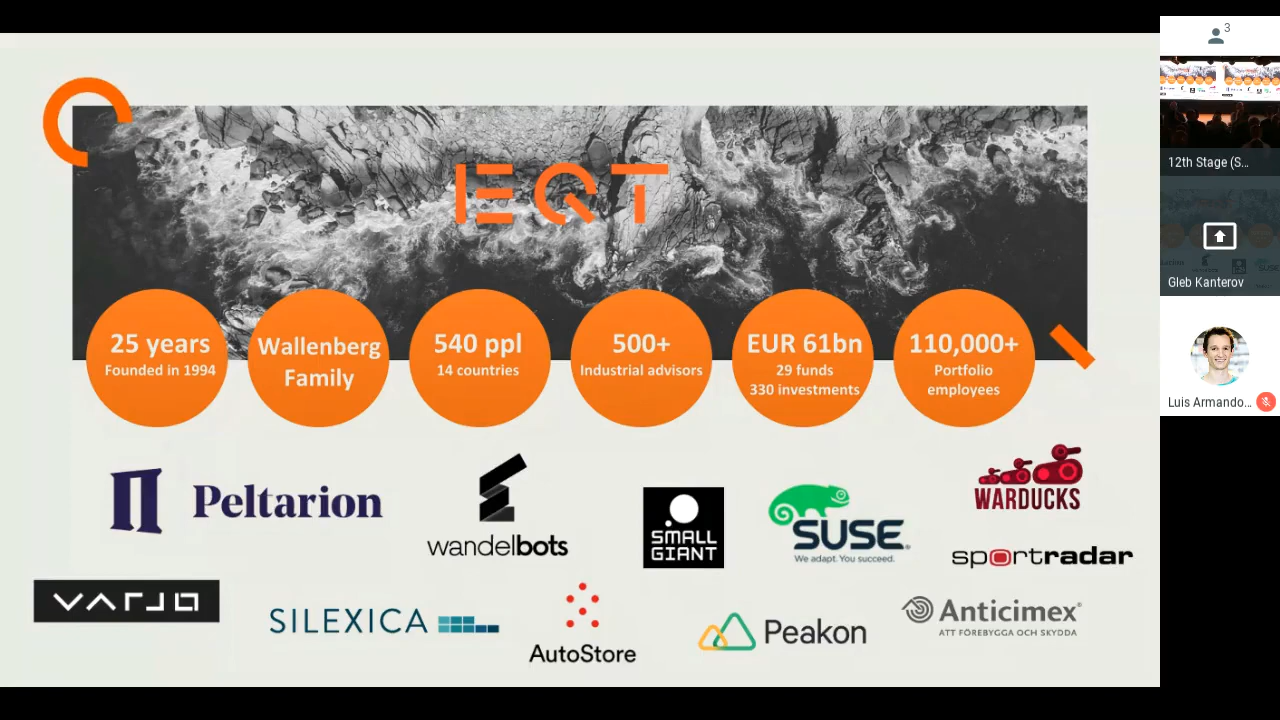 EQT
25 years
Founded in 1994
Wallenberg
Family
540 ppl
14 countries
500+
Industrial advisors
EUR 61bn
29 funds
330 investments
110,000+
Portfolio
employees
Peltarion
wandelbots
SMALL
GIANT
SUSE
We adapt. You succeed.
WARDUCKS
sportradar
VARJO
SILEXICA
AutoStore
Peakon
Anticimex®
ATT FÖREBYGGA OCH SKYDDA
3
12th Stage (S...
Gleb Kanterov
Luis Armando...